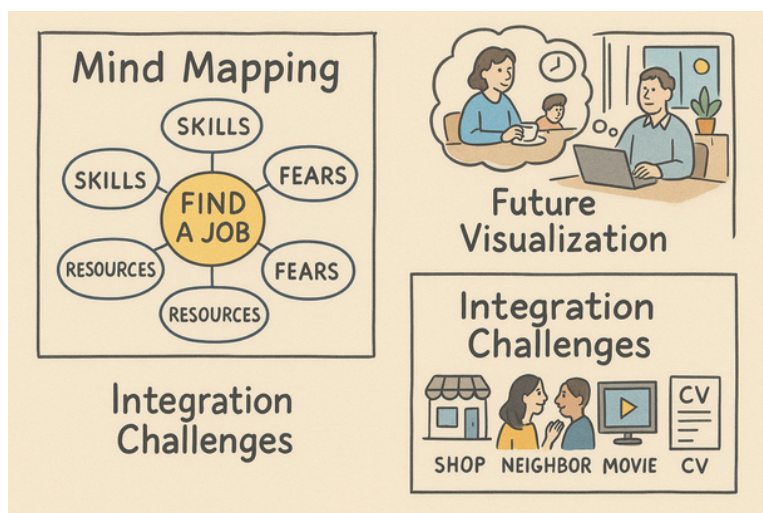 Mind Mapping
SKILLS
SKILLS
FEARS
FIND
A JOB
RESOURCES
FEARS
RESOURCES
Integration
Challenges
Future
Visualization
Integration
Challenges
CV
SHOP NEIGHBOR MOVIE CV